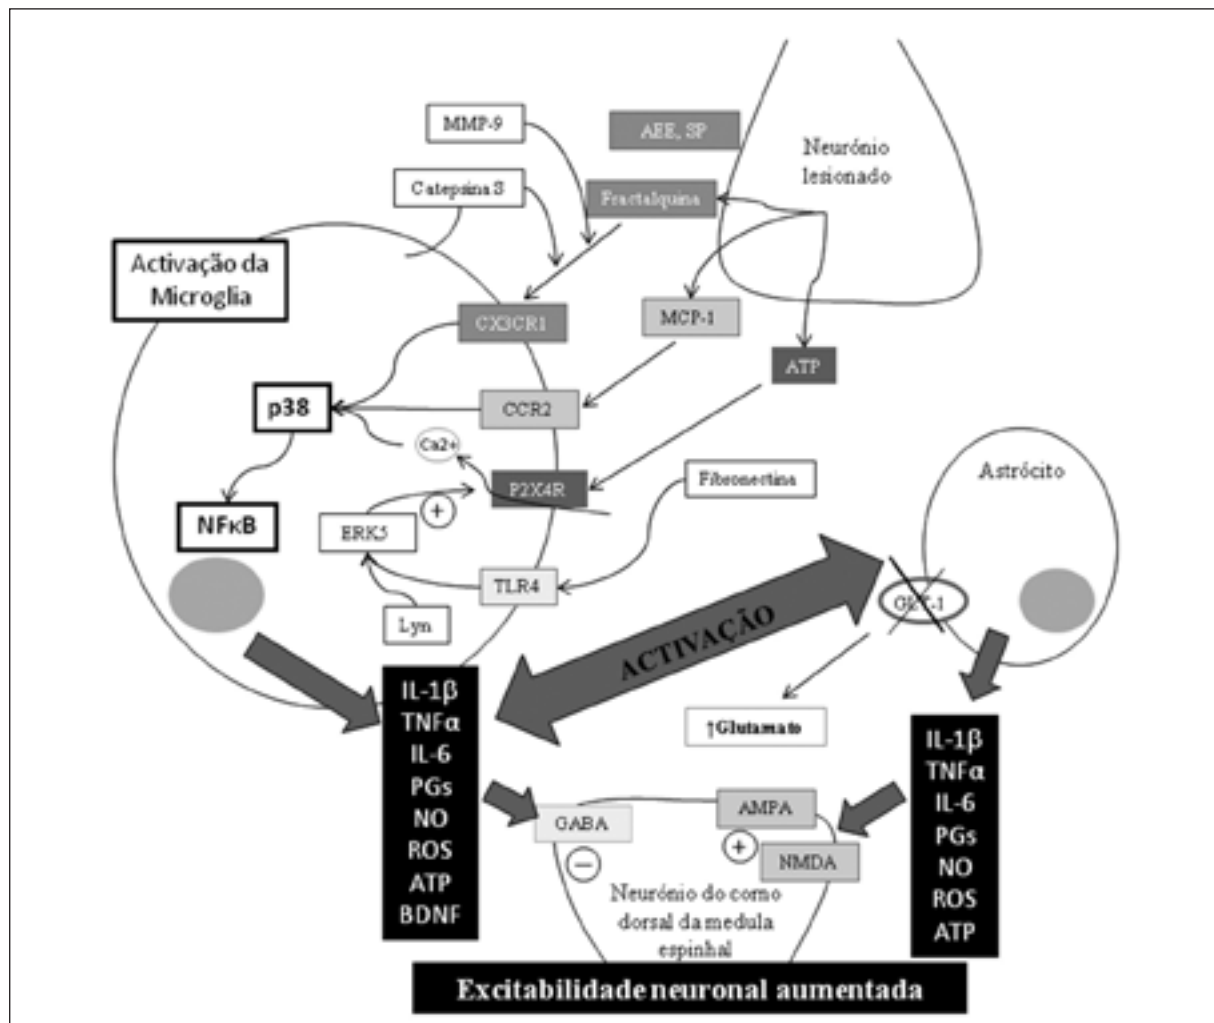 MMP-9
AEE, SP
Neurónio
lesionado
Catepsina S
Fractalquina
Activação da
Microglia
CX3CR1
MCP-1
ATP
p38
CCR2
Ca2+
P2X4R
Fibronectina
Astrócito
NFκB
ERK5
+
TLR4
GLT-1
Lyn
ACTIVAÇÃO
IL-1β
TNFα
IL-6
PGs
NO
ROS
ATP
BDNF
↑Glutamato
IL-1β
TNFα
IL-6
PGs
NO
ROS
ATP
GABA
−
AMPA
+
NMDA
Neurónio do corno
dorsal da medula
espinhal
Excitabilidade neuronal aumentada